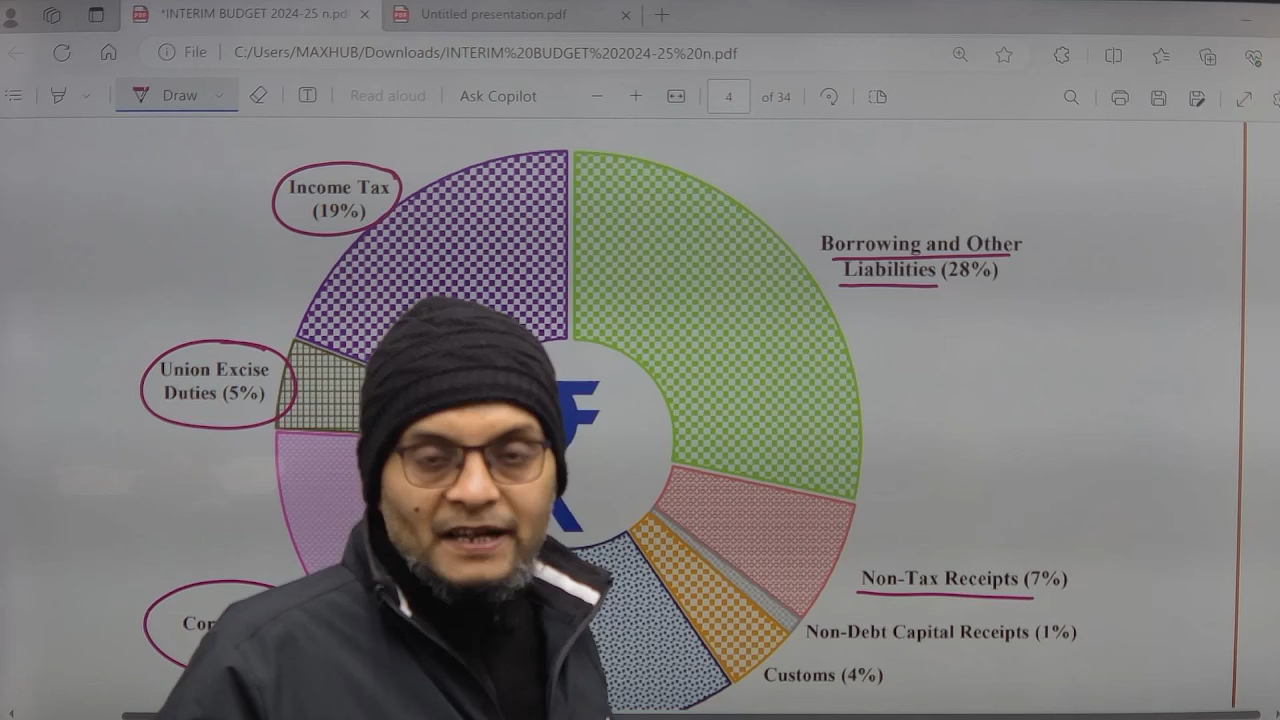 *INTERIM BUDGET 2024-25 n.pd
Untitled presentation.pdf
File
C:/Users/MAXHUB/Downloads/INTERIM%20BUDGET%202024-25%20n.pdf
Draw
Read aloud
Ask Copilot
4
of 34
Income Tax
(19%)
Borrowing and Other
Liabilities (28%)
Union Excise
Duties (5%)
₹
Non-Tax Receipts (7%)
Cor
Non-Debt Capital Receipts (1%)
Customs (4%)